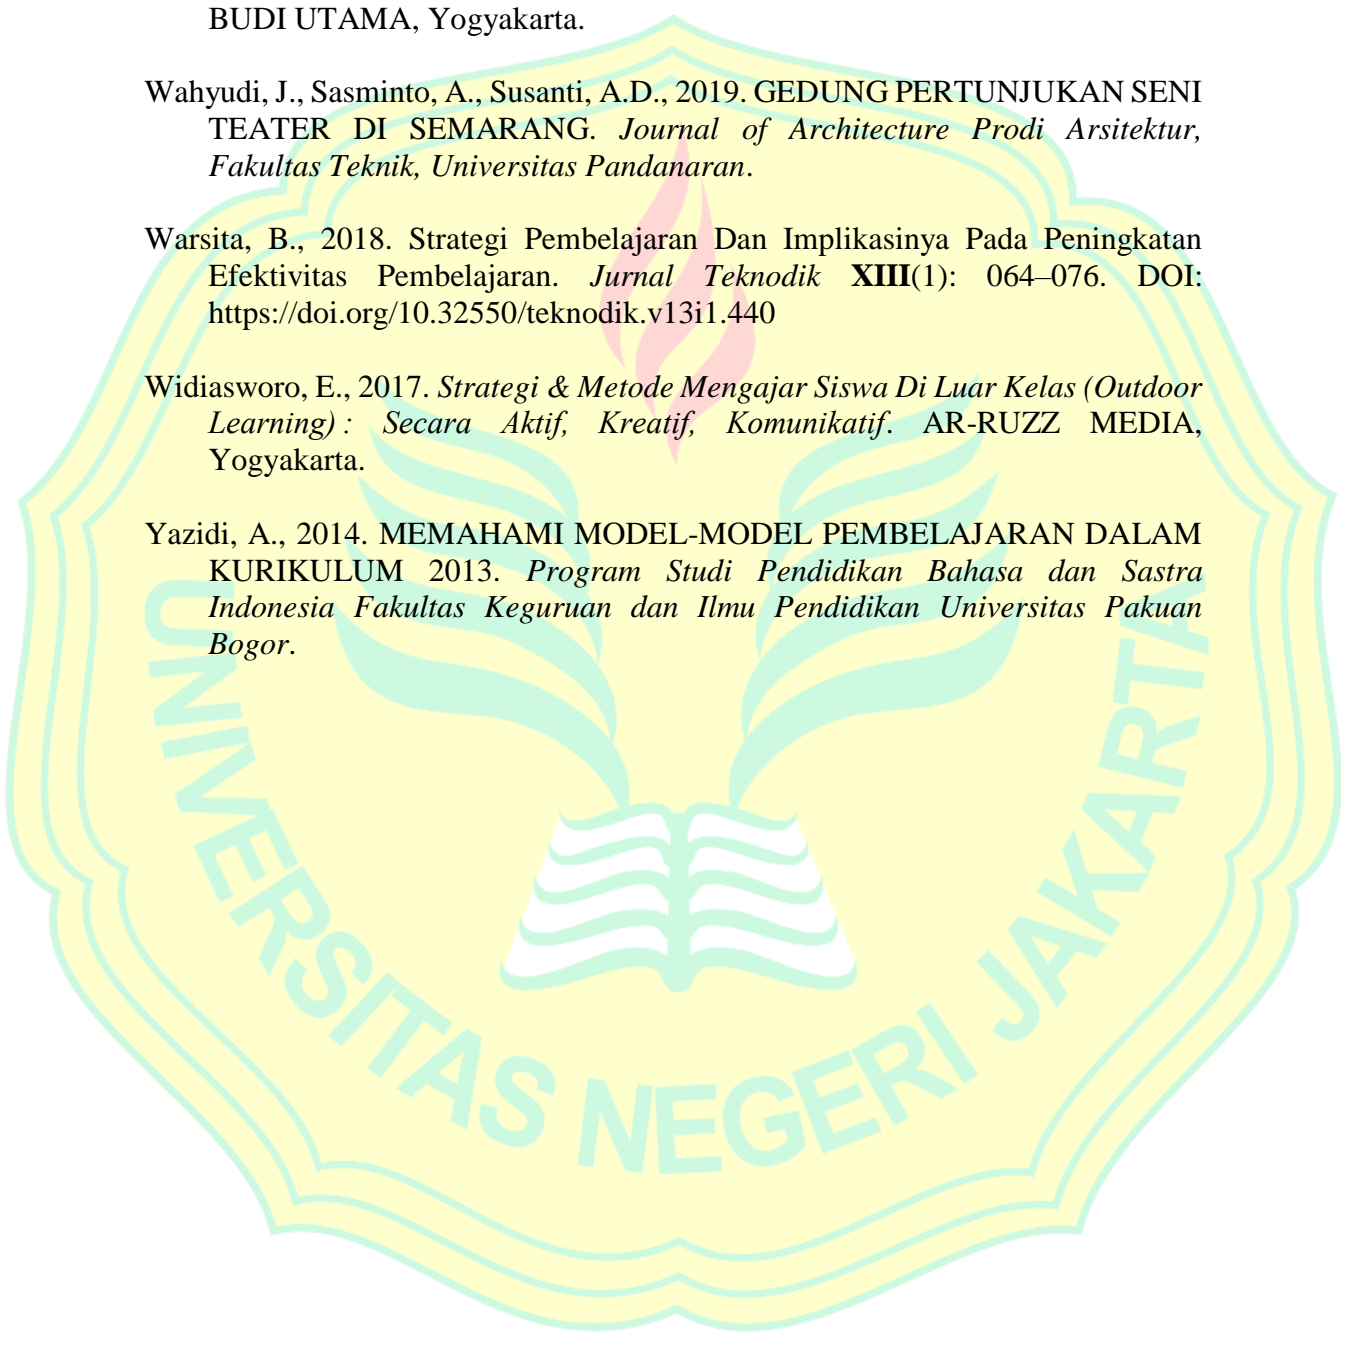 BUDI UTAMA, Yogyakarta.
Wahyudi, J., Sasminto, A., Susanti, A.D., 2019. GEDUNG PERTUNJUKAN SENI
TEATER DI SEMARANG. Journal of Architecture Prodi Arsitektur,
Fakultas Teknik, Universitas Pandanaran.
Warsita, B., 2018. Strategi Pembelajaran Dan Implikasinya Pada Peningkatan
Efektivitas Pembelajaran. Jurnal Teknodik XIII(1): 064–076. DOI:
https://doi.org/10.32550/teknodik.v13i1.440
Widiasworo, E., 2017. Strategi & Metode Mengajar Siswa Di Luar Kelas (Outdoor
Learning) : Secara Aktif, Kreatif, Komunikatif. AR-RUZZ MEDIA,
Yogyakarta.
Yazidi, A., 2014. MEMAHAMI MODEL-MODEL PEMBELAJARAN DALAM
KURIKULUM 2013. Program Studi Pendidikan Bahasa dan Sastra
Indonesia Fakultas Keguruan dan Ilmu Pendidikan Universitas Pakuan
Bogor.
UNIVERSITAS NEGERI JAKARTA